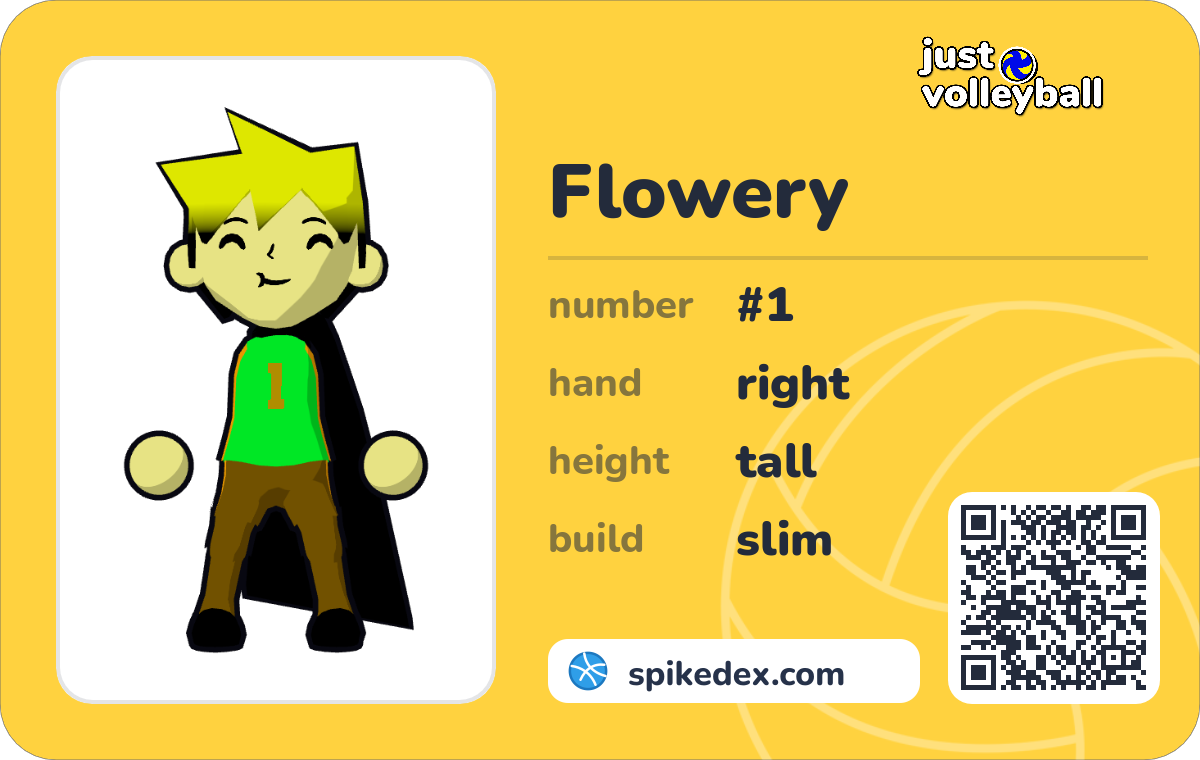 just
volleyball
Flowery
number #1
hand right
height tall
build slim
1
spikedex.com